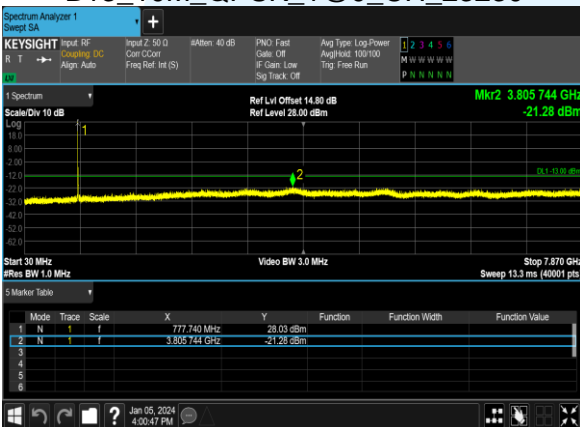 Spectrum Analyzer 1
Swept SA
KEYSIGHT
R T
LW
Input: RF
Coupling: DC
Align: Auto
Input Z: 50 Ω
Corr CCorr
Freq Ref: Int (S)
#Atten: 40 dB
PNO: Fast
Gate: Off
IF Gain: Low
Sig Track: Off
Avg Type: Log-Power
Avg|Hold: 100/100
Trig: Free Run
1 2 3 4 5 6
M W W W W W
P N N N N N
1 Spectrum
Scale/Div 10 dB
Ref Lvl Offset 14.80 dB
Ref Level 28.00 dBm
Mkr2 3.805 744 GHz
-21.28 dBm
Log
18.0
8.00
-2.00
-12.0
-22.0
-32.0
-42.0
-52.0
-62.0
1
2
DL1 -13.00 dBm
Start 30 MHz
#Res BW 1.0 MHz
Video BW 3.0 MHz
Stop 7.870 GHz
Sweep 13.3 ms (40001 pts
5 Marker Table
Mode Trace Scale X Y Function Function Width Function Value
1 N 1 f 777.740 MHz 28.03 dBm
2 N 1 f 3.805 744 GHz -21.28 dBm
3
4
5
6
?
Jan 05, 2024
4:00:47 PM